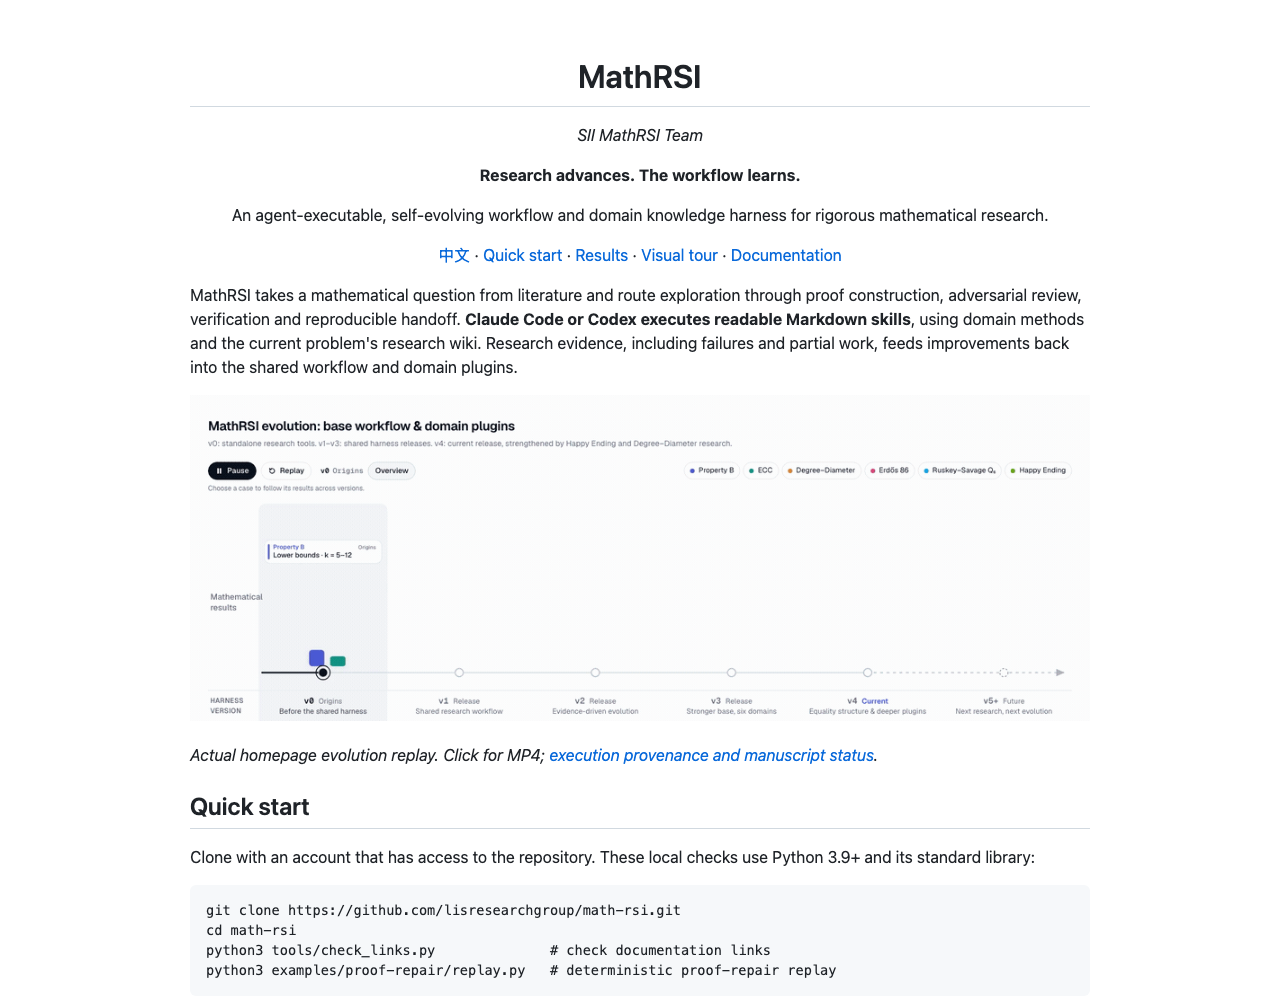 MathRSI
SII MathRSI Team
Research advances. The workflow learns.
An agent-executable, self-evolving workflow and domain knowledge harness for rigorous mathematical research.
中文 · Quick start · Results · Visual tour · Documentation
MathRSI takes a mathematical question from literature and route exploration through proof construction, adversarial review,
verification and reproducible handoff. Claude Code or Codex executes readable Markdown skills, using domain methods
and the current problem's research wiki. Research evidence, including failures and partial work, feeds improvements back
into the shared workflow and domain plugins.
MathRSI evolution: base workflow & domain plugins
v0: standalone research tools. v1–v3: shared harness releases. v4: current release, strengthened by Happy Ending and Degree–Diameter research.
Pause Replay v0 Origins Overview Property B ECC Degree–Diameter Erdős 86 Ruskey–Savage Q₄ Happy Ending
Choose a case to follow its results across versions.
Property B Origins
Lower bounds · k = 5–12
Mathematical
results
HARNESS
VERSION
v0 Origins
Before the shared harness
v1 Release
Shared research workflow
v2 Release
Evidence-driven evolution
v3 Release
Stronger base, six domains
v4 Current
Equality structure & deeper plugins
v5+ Future
Next research, next evolution
Actual homepage evolution replay. Click for MP4; execution provenance and manuscript status.
Quick start
Clone with an account that has access to the repository. These local checks use Python 3.9+ and its standard library:
git clone https://github.com/lisresearchgroup/math-rsi.git
cd math-rsi
python3 tools/check_links.py              # check documentation links
python3 examples/proof-repair/replay.py   # deterministic proof-repair replay